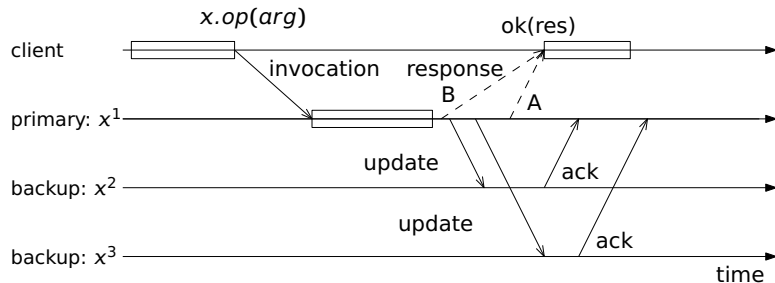 x.op(arg)
ok(res)
client
invocation
response
B
A
primary: x¹
update
ack
backup: x²
update
ack
backup: x³
time